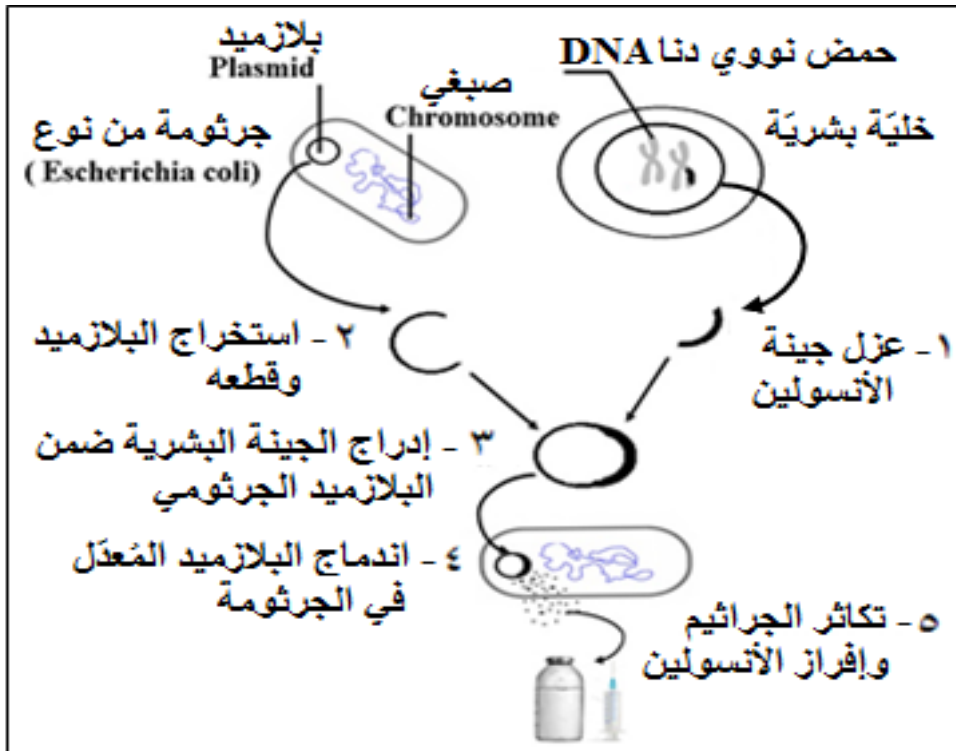 بلازميد
Plasmid
صبغي
Chromosome
جرثومة من نوع
( Escherichia coli)
حمض نووي دنا DNA
خليّة بشريّة
١- عزل جينة
الأنسولين
٢ - استخراج البلازميد
وقطعه
٣ - إدراج الجينة البشرية ضمن
البلازميد الجرثومي
٤ - اندماج البلازميد المُعدّل
في الجرثومة
٥ - تكاثر الجراثيم
وإفراز الأنسولين